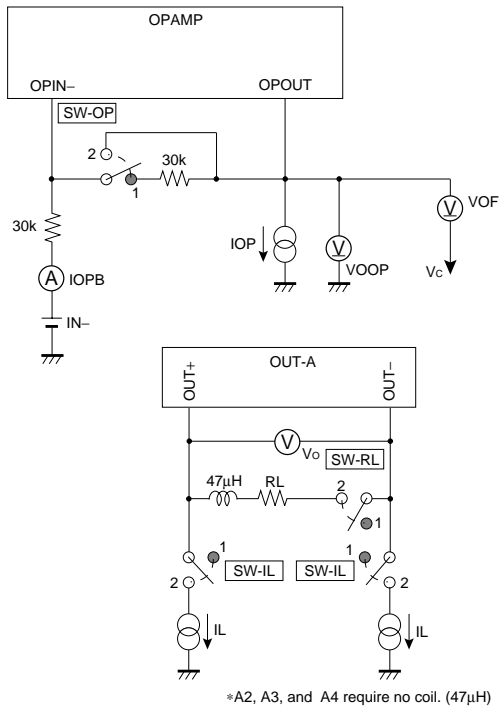 OPAMP
OPIN−
OPOUT
SW-OP
2
1
30k
30k
A
IOPB
IN−
IOP
V
VOOP
V
VOF
VC
OUT-A
OUT+
OUT−
V
VO
SW-RL
47μH
RL
2
1
1
2
SW-IL
SW-IL
1
2
IL
IL
*A2, A3, and A4 require no coil. (47μH)